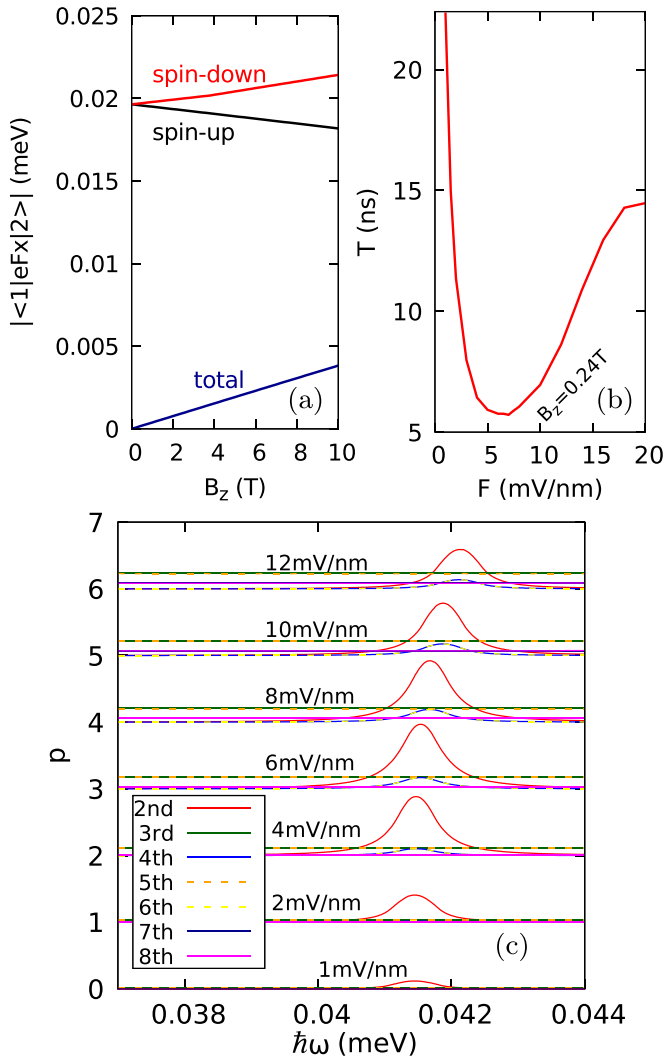 |<1|eFx|2>| (meV)
0.025
0.02
0.015
0.01
0.005
0
spin-down
spin-up
total
(a)
0 2 4 6 8 10
B_z (T)
T (ns)
20
15
10
5
B_z=0.24T
(b)
0 5 10 15 20
F (mV/nm)
p
7
6
5
4
3
2
1
0
12mV/nm
10mV/nm
8mV/nm
6mV/nm
4mV/nm
2mV/nm
1mV/nm
2nd
3rd
4th
5th
6th
7th
8th
(c)
0.038 0.04 0.042 0.044
ħω (meV)